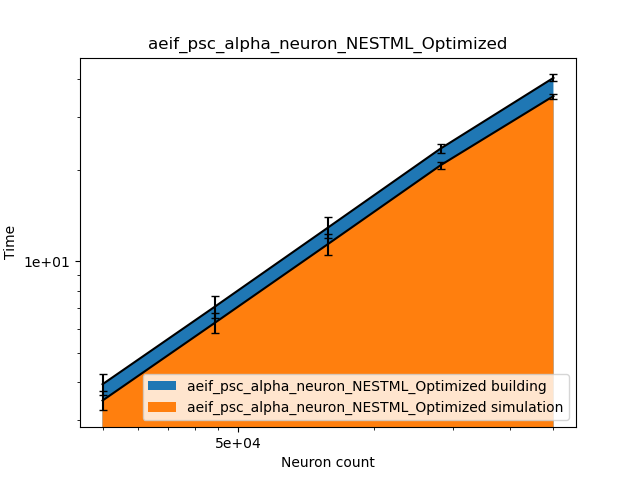 aeif_psc_alpha_neuron_NESTML_Optimized
Time
1e+01
aeif_psc_alpha_neuron_NESTML_Optimized building
aeif_psc_alpha_neuron_NESTML_Optimized simulation
5e+04
Neuron count